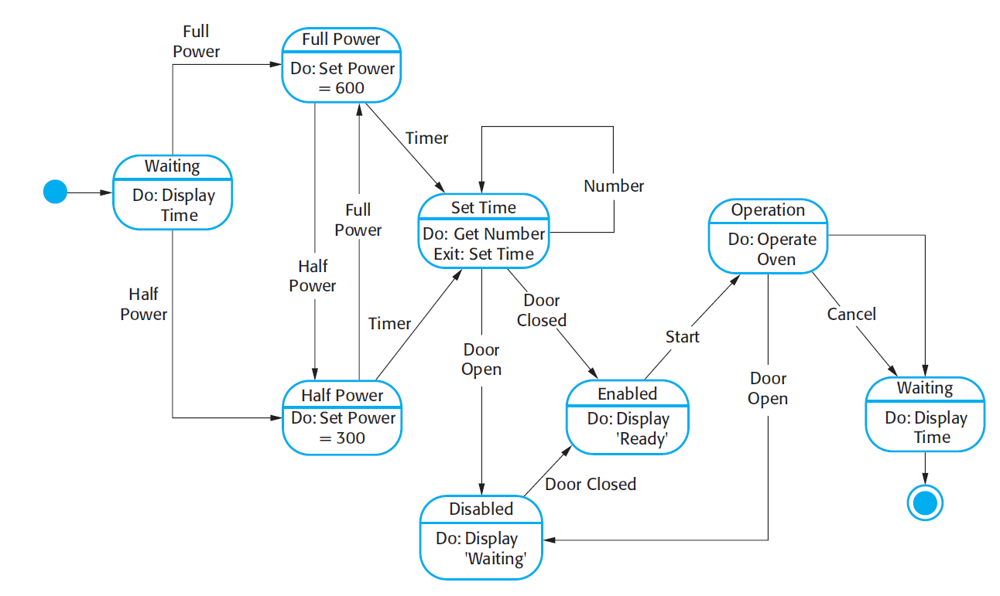 Full
Power
Full Power
Do: Set Power
= 600
Timer
Waiting
Do: Display
Time
Number
Set Time
Do: Get Number
Exit: Set Time
Operation
Do: Operate
Oven
Full
Power
Half
Power
Half
Power
Timer
Door
Closed
Cancel
Start
Door
Open
Door
Open
Half Power
Do: Set Power
= 300
Enabled
Do: Display
'Ready'
Waiting
Do: Display
Time
Door Closed
Disabled
Do: Display
'Waiting'